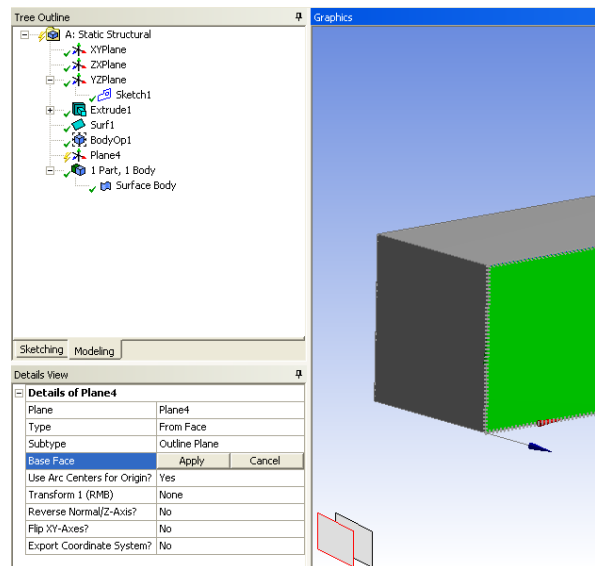 Tree Outline
Graphics
A: Static Structural
XYPlane
ZXPlane
YZPlane
Sketch1
Extrude1
Surf1
BodyOp1
Plane4
1 Part, 1 Body
Surface Body
Sketching Modeling
Details View
Details of Plane4
Plane Plane4
Type From Face
Subtype Outline Plane
Base Face Apply Cancel
Use Arc Centers for Origin? Yes
Transform 1 (RMB) None
Reverse Normal/Z-Axis? No
Flip XY-Axes? No
Export Coordinate System? No